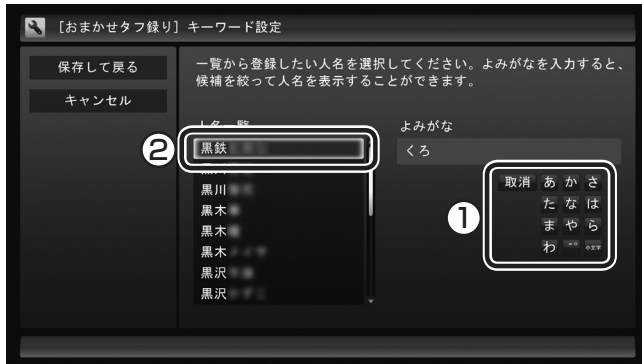 [おまかせタフ録り] キーワード設定
保存して戻る
キャンセル
一覧から登録したい人名を選択してください。よみがなを入力すると、
候補を絞って人名を表示することができます。
よみがな
くろ
②
黒鉄
黒川
黒木
黒木
黒木
黒沢
黒沢
①
取消 あ か さ
た な は
ま や ら
わ ゛゜ 小文字